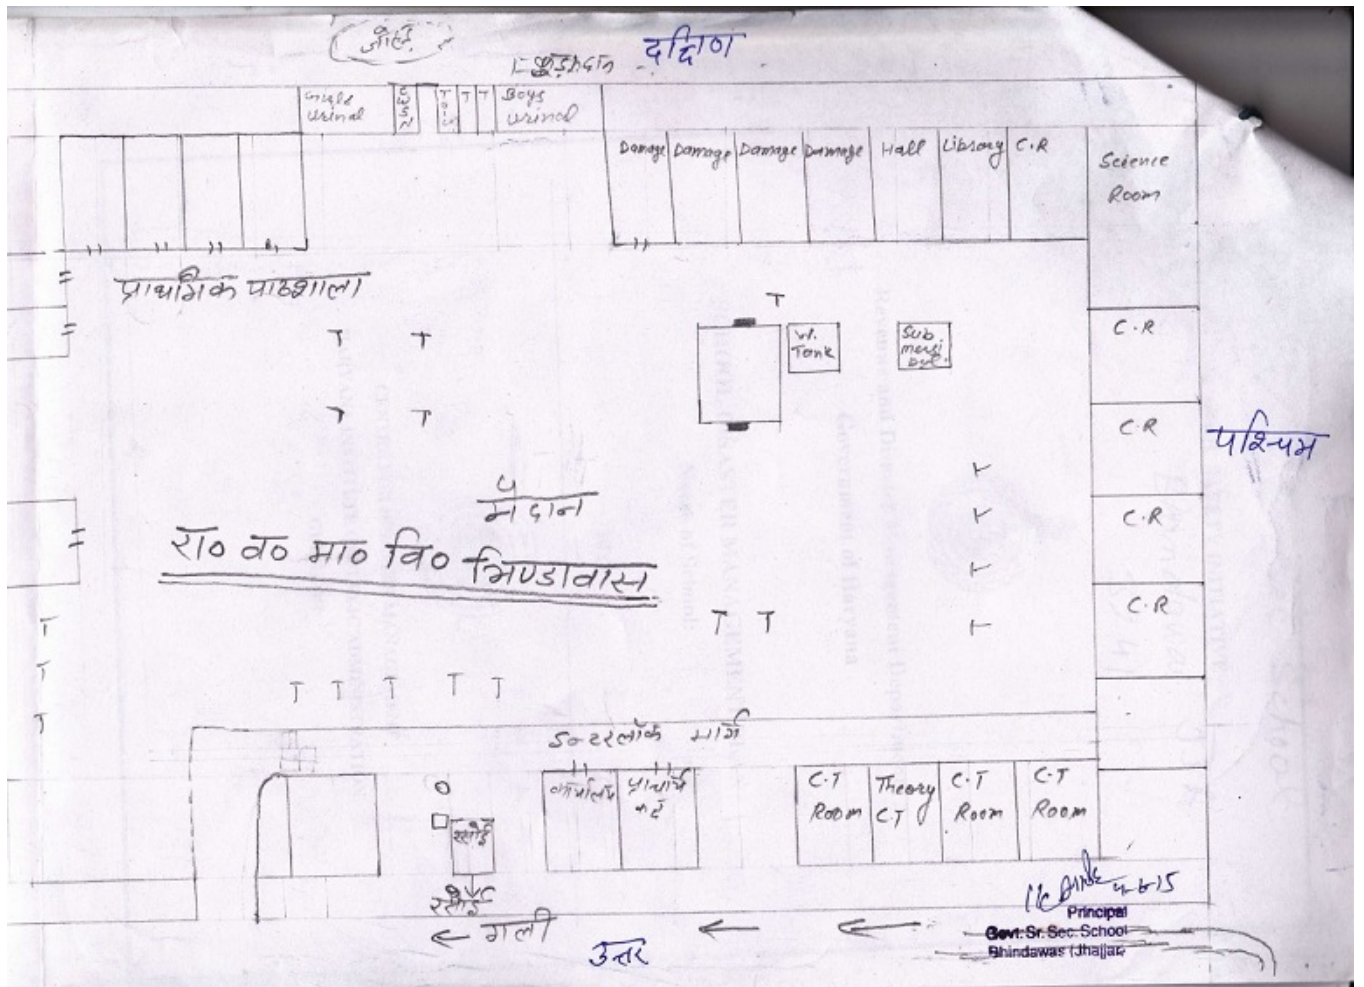 जोहड़
कूड़ादान
दक्षिण
Girls
Urinal
C
W
S
N
T
O
I
T
T
Boys
Urinal
Damage
Damage
Damage
Damage
Hall
Library
C.R
Science
Room
प्राथमिक पाठशाला
T
T
T
T
T
W.
Tank
Sub
mersi
C.R
C.R
C.R
C.R
पश्चिम
मैदान
रा० व० मा० वि० भिण्डावास
T T
T
T
T
T
T
T
T
T T T T T
इन्टरलॉक मार्ग
कार्यालय
प्राचार्य
कक्ष
C.T
Room
Theory
C.T
C.T
Room
C.T
Room
रसोई
रसोई
गली
उत्तर
Principal
Govt. Sr. Sec. School
Bhindawas (Jhajjar)